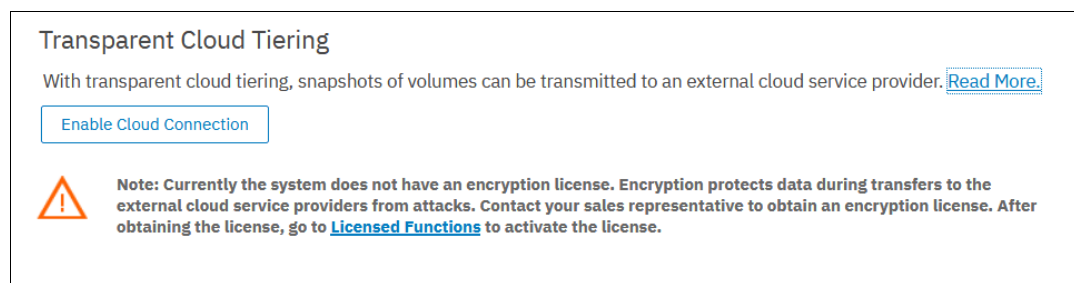 Transparent Cloud Tiering
With transparent cloud tiering, snapshots of volumes can be transmitted to an external cloud service provider. Read More.
Enable Cloud Connection
Note: Currently the system does not have an encryption license. Encryption protects data during transfers to the
external cloud service providers from attacks. Contact your sales representative to obtain an encryption license. After
obtaining the license, go to Licensed Functions to activate the license.